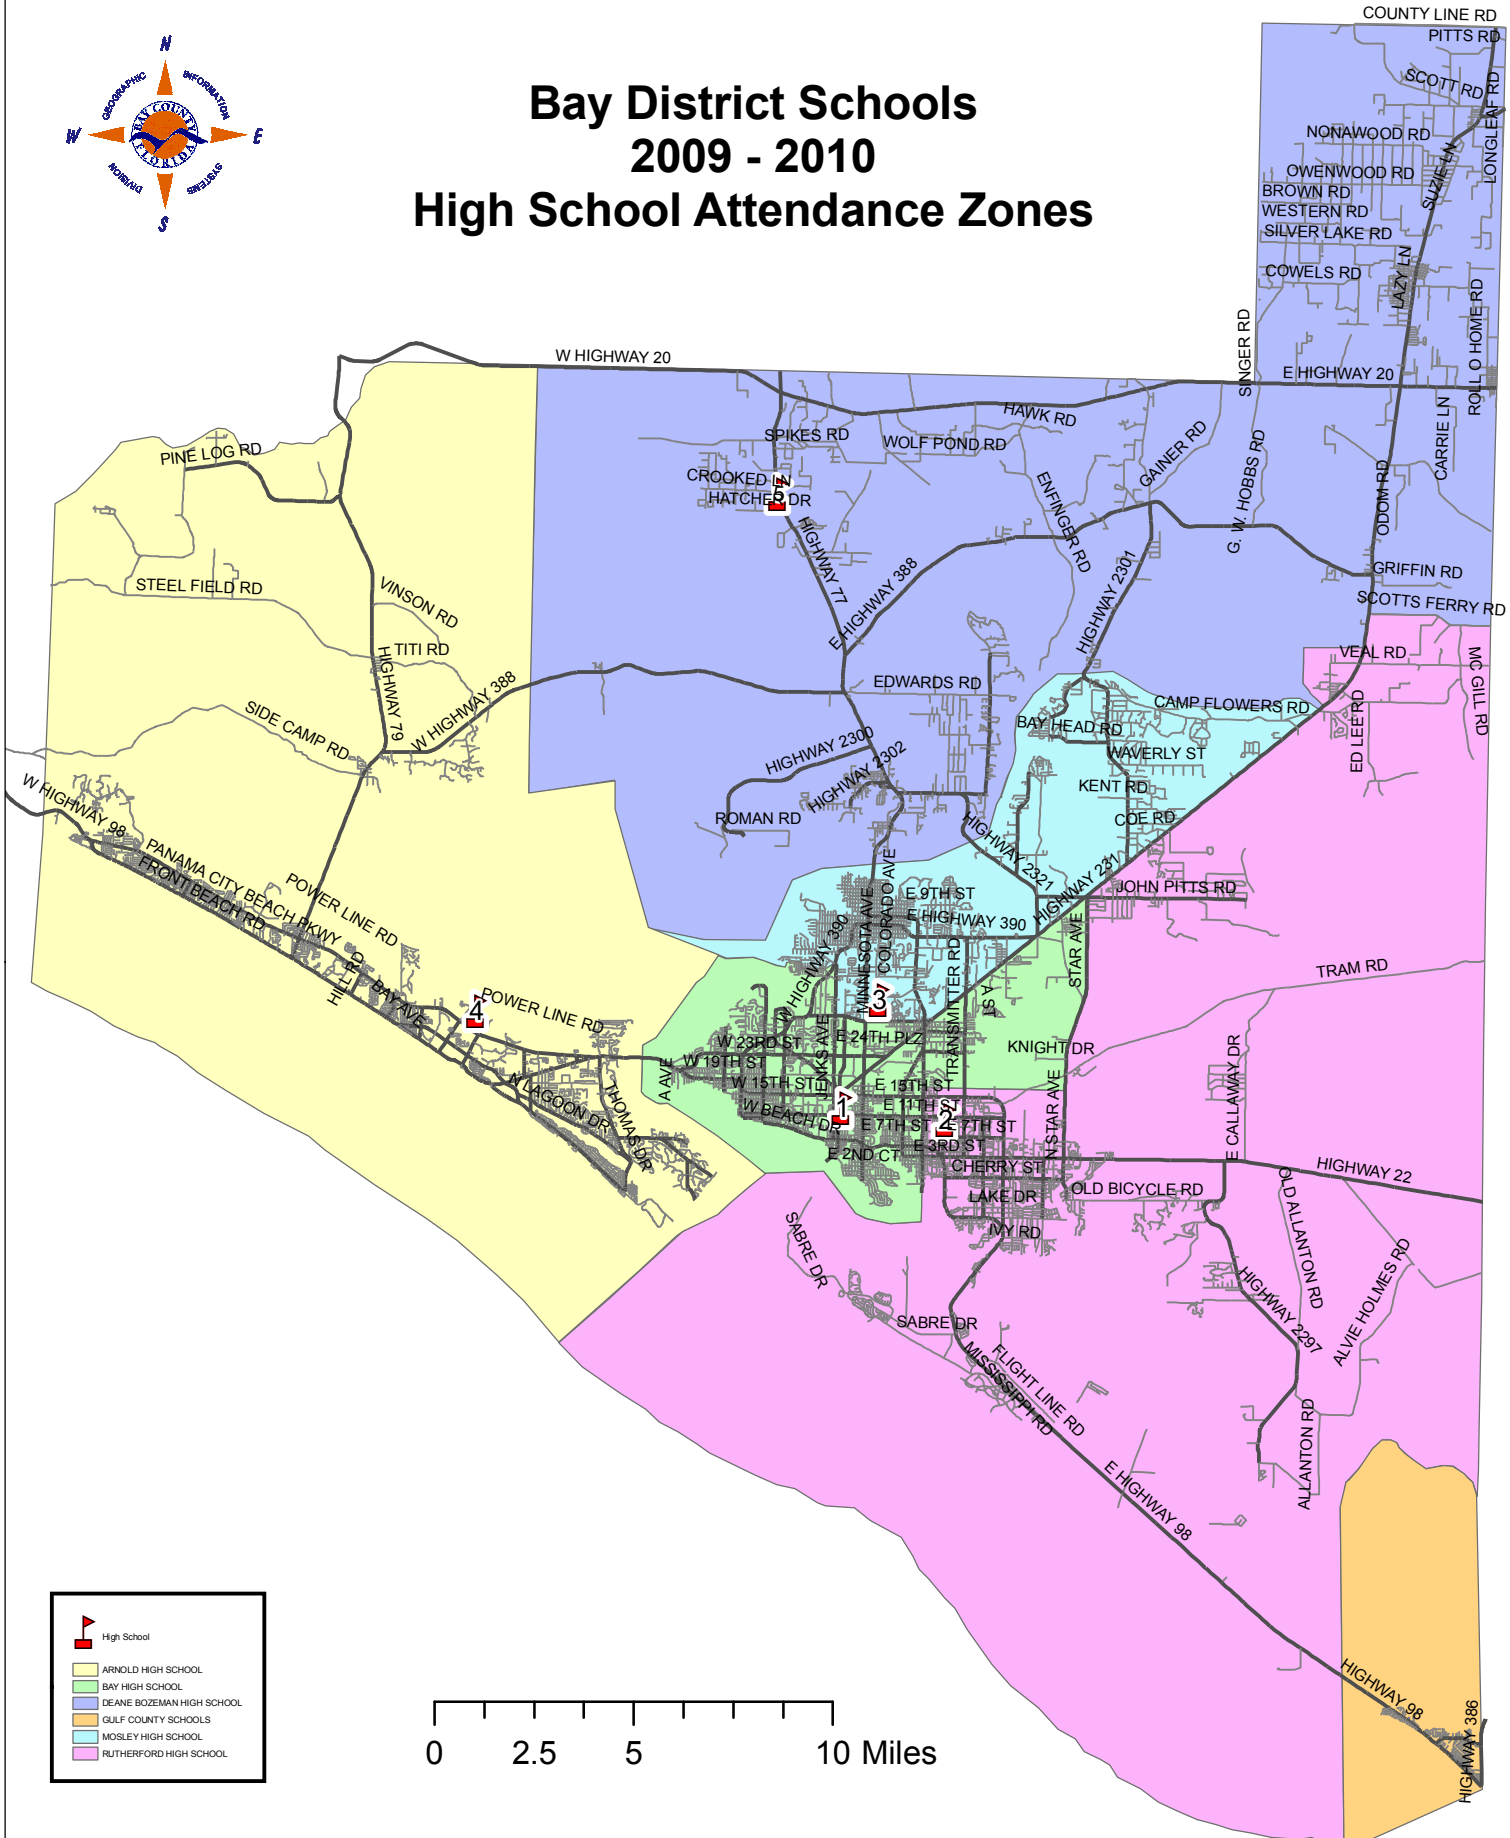 COUNTY LINE RD
PITTS RD
N
GEOGRAPHIC
INFORMATION
W
BAY COUNTY
FLORIDA
E
DIVISION
SYSTEMS
S
Bay District Schools
2009 - 2010
High School Attendance Zones
SCOTT RD
LONGLEAF RD
NONAWOOD RD
SUZIE LN
OWENWOOD RD
BROWN RD
WESTERN RD
SILVER LAKE RD
COWELS RD
LAZY LN
ROLL O HOME RD
SINGER RD
W HIGHWAY 20
E HIGHWAY 20
HAWK RD
CARRIE LN
PINE LOG RD
SPIKES RD
WOLF POND RD
GAINER RD
G. W. HOBBS RD
ODOM RD
CROOKED LN
5
HATCHER DR
ENFINGER RD
HIGHWAY 77
E HIGHWAY 388
HIGHWAY 2301
GRIFFIN RD
SCOTTS FERRY RD
STEEL FIELD RD
VINSON RD
TITI RD
HIGHWAY 79
VEAL RD
MC GILL RD
W HIGHWAY 388
EDWARDS RD
CAMP FLOWERS RD
ED LEE RD
SIDE CAMP RD
BAY HEAD RD
WAVERLY ST
HIGHWAY 2300
HIGHWAY 2302
KENT RD
COE RD
W HIGHWAY 98
ROMAN RD
HIGHWAY 2321
HIGHWAY 231
PANAMA CITY BEACH PKWY
FRONT BEACH RD
POWER LINE RD
COLORADO AVE
MINNESOTA AVE
E 9TH ST
E HIGHWAY 390
JOHN PITTS RD
STAR AVE
W HIGHWAY 390
TRANSMITTER RD
TRAM RD
HILL RD
BAY AVE
4
POWER LINE RD
3
A ST
W 23RD ST
E 24TH PLZ
KNIGHT DR
W 19TH ST
A AVE
JENKS AVE
W 15TH ST
E 15TH ST
E 11TH ST
N LAGOON DR
THOMAS DR
W BEACH DR
1
2
E 7TH ST
E 7TH ST
E 3RD ST
N STAR AVE
E CALLAWAY DR
E 2ND CT
CHERRY ST
HIGHWAY 22
LAKE DR
OLD BICYCLE RD
OLD ALLANTON RD
IVY RD
SABRE DR
SABRE DR
HIGHWAY 2297
ALVIE HOLMES RD
FLIGHT LINE RD
MISSISSIPPI RD
ALLANTON RD
E HIGHWAY 98
HIGHWAY 98
HIGHWAY 386
High School
ARNOLD HIGH SCHOOL
BAY HIGH SCHOOL
DEANE BOZEMAN HIGH SCHOOL
GULF COUNTY SCHOOLS
MOSLEY HIGH SCHOOL
RUTHERFORD HIGH SCHOOL
0 2.5 5 10 Miles